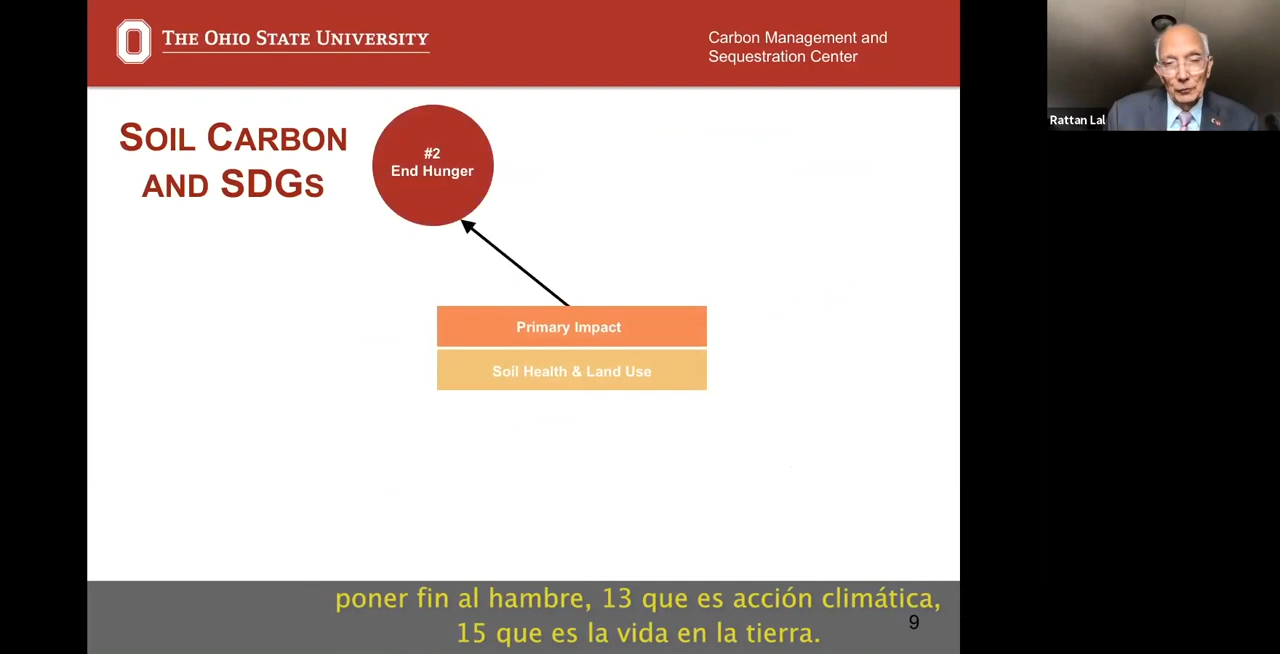 THE OHIO STATE UNIVERSITY
Carbon Management and
Sequestration Center
Rattan Lal
SOIL CARBON
AND SDGS
#2
End Hunger
Primary Impact
Soil Health & Land Use
poner fin al hambre, 13 que es acción climática,
15 que es la vida en la tierra.
9